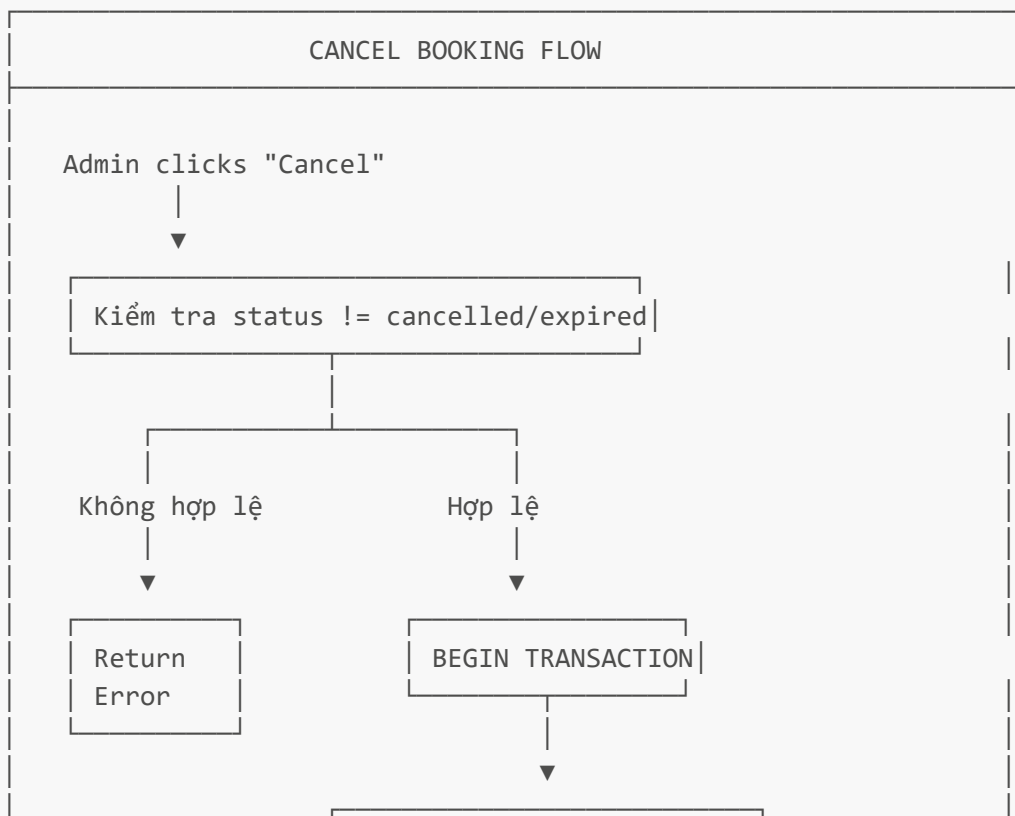 CANCEL BOOKING FLOW
Admin clicks "Cancel"
Kiểm tra status != cancelled/expired
Không hợp lệ
Hợp lệ
Return
Error
BEGIN TRANSACTION